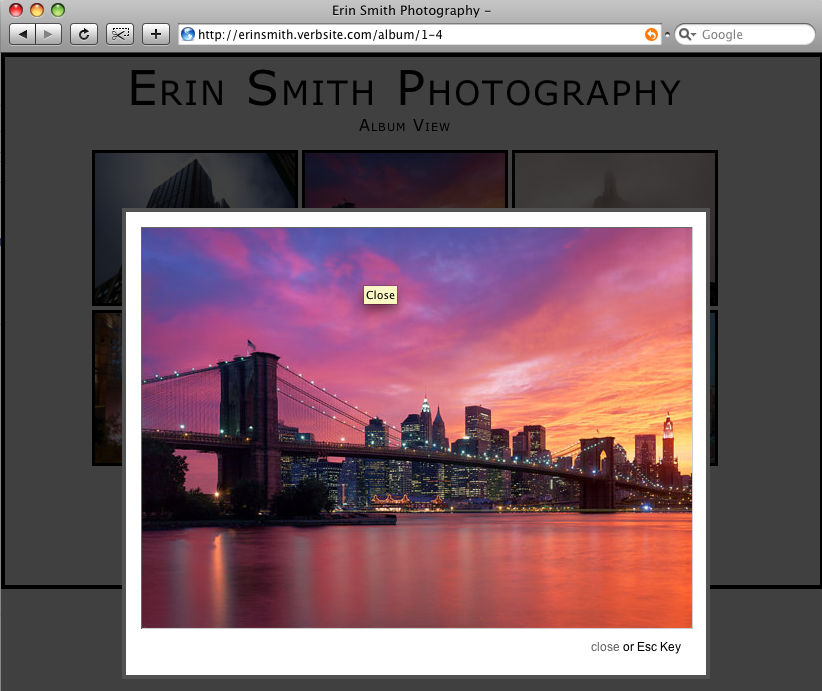 Erin Smith Photography –
http://erinsmith.verbsite.com/album/1-4
Google
Erin Smith Photography
Album View
Close
close or Esc Key